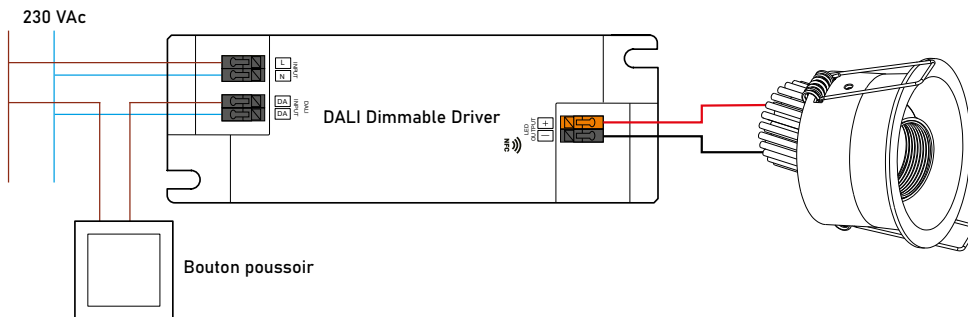 230 VAc
L
N
INPUT
DA
DA
DALI
INPUT
DALI Dimmable Driver
NFC
LED
OUTPUT
+
—
Bouton poussoir